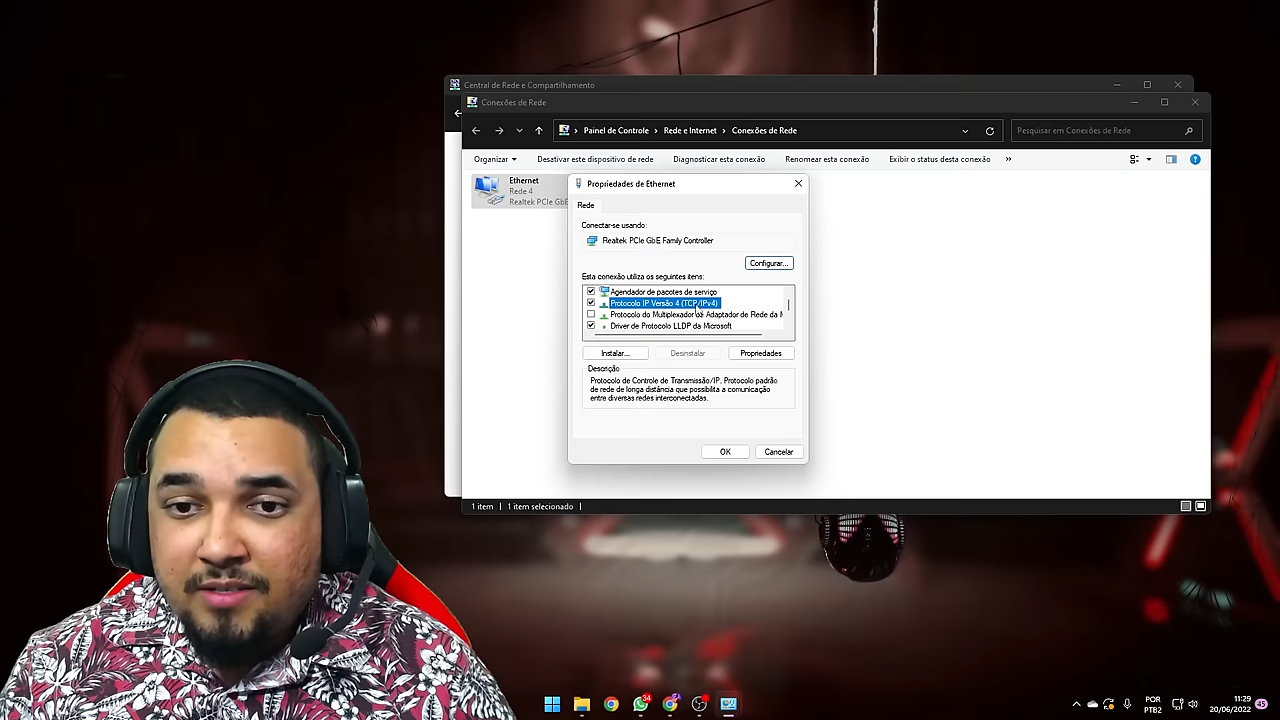 Central de Rede e Compartilhamento
Conexões de Rede
Painel de Controle › Rede e Internet › Conexões de Rede
Pesquisar em Conexões de Rede
Organizar
Desativar este dispositivo de rede
Diagnosticar esta conexão
Renomear esta conexão
Exibir o status desta conexão
»
Ethernet
Rede 4
Realtek PCIe GbE
Propriedades de Ethernet
Rede
Conectar-se usando:
Realtek PCIe GbE Family Controller
Configurar...
Esta conexão utiliza os seguintes itens:
Agendador de pacotes de serviço
Protocolo IP Versão 4 (TCP/IPv4)
Protocolo do Multiplexador de Adaptador de Rede da M
Driver de Protocolo LLDP da Microsoft
Instalar...
Desinstalar
Propriedades
Descrição
Protocolo de Controle de Transmissão/IP. Protocolo padrão
de rede de longa distância que possibilita a comunicação
entre diversas redes interconectadas.
OK
Cancelar
1 item
1 item selecionado
34
POR
PTB2
11:29
20/06/2022
45